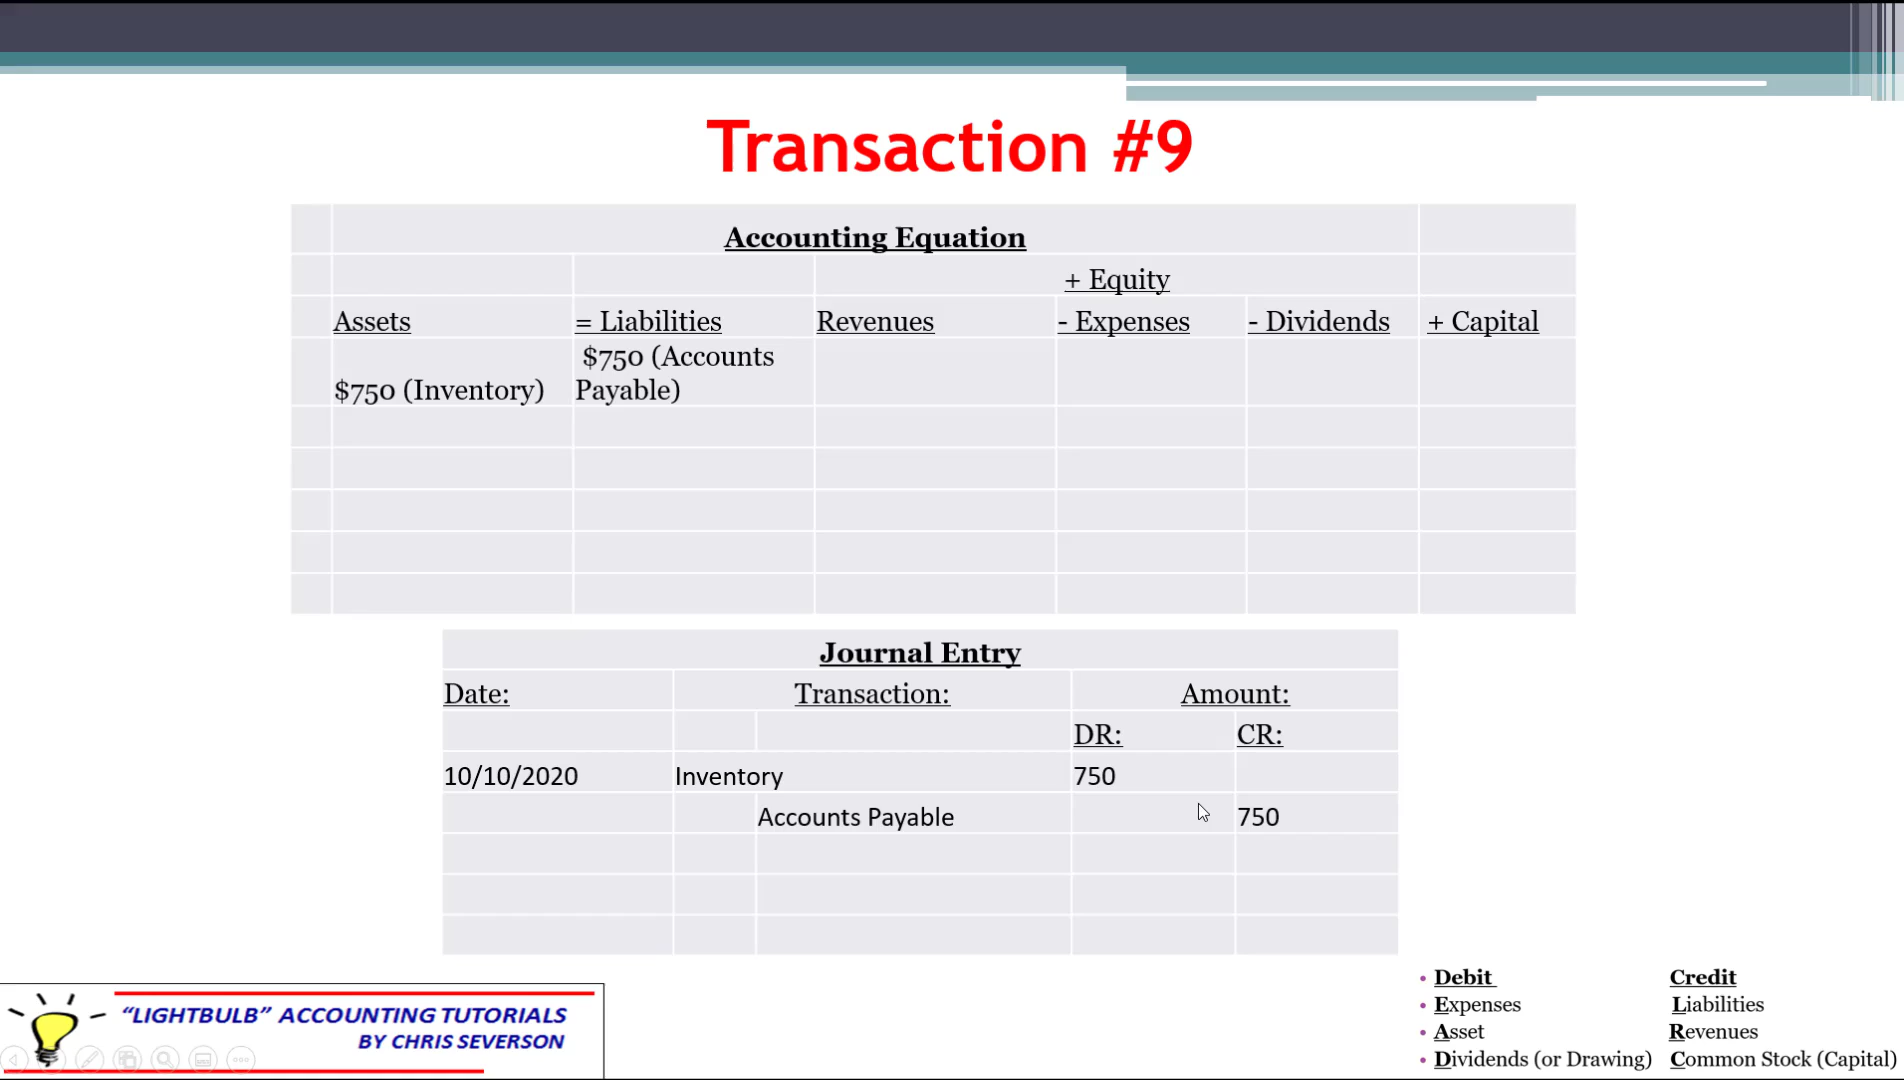 Transaction #9
Accounting Equation
+ Equity
Assets = Liabilities Revenues - Expenses - Dividends + Capital
$750 (Accounts
$750 (Inventory) Payable)
Journal Entry
Date: Transaction: Amount:
DR: CR:
10/10/2020 Inventory 750
Accounts Payable 750
• Debit Credit
• Expenses Liabilities
• Asset Revenues
• Dividends (or Drawing) Common Stock (Capital)
“LIGHTBULB” ACCOUNTING TUTORIALS
BY CHRIS SEVERSON